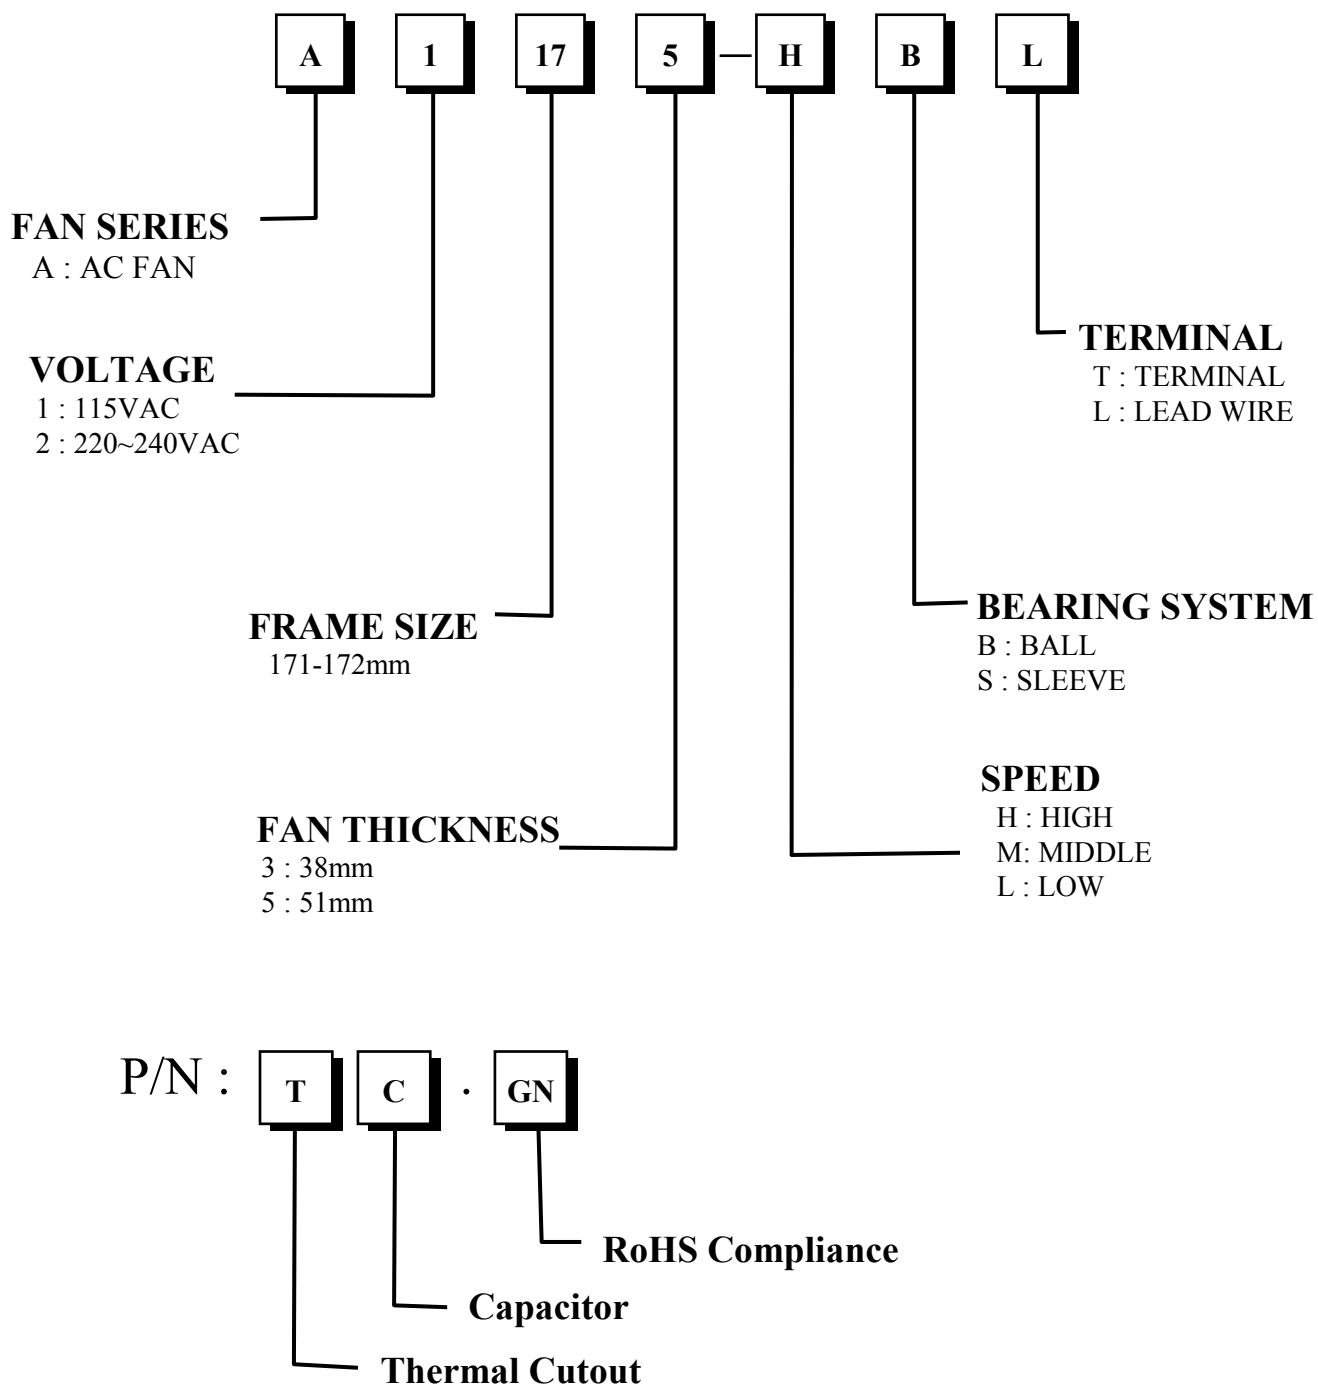 A 1 17 5 — H B L
FAN SERIES
A : AC FAN
VOLTAGE
1 : 115VAC
2 : 220~240VAC
TERMINAL
T : TERMINAL
L : LEAD WIRE
FRAME SIZE
171-172mm
BEARING SYSTEM
B : BALL
S : SLEEVE
FAN THICKNESS
3 : 38mm
5 : 51mm
SPEED
H : HIGH
M: MIDDLE
L : LOW
P/N : T C . GN
RoHS Compliance
Capacitor
Thermal Cutout